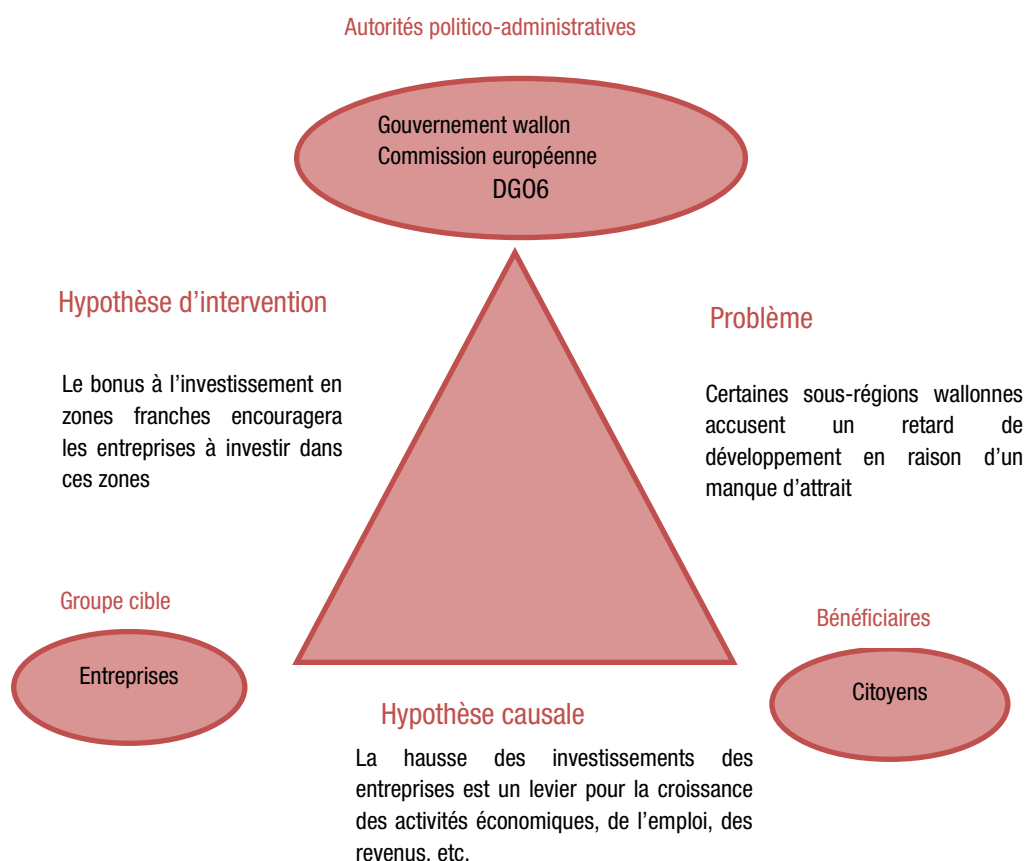 Autorités politico-administratives
Gouvernement wallon
Commission européenne
DGO6
Hypothèse d’intervention
Le bonus à l’investissement en
zones franches encouragera
les entreprises à investir dans
ces zones
Problème
Certaines sous-régions wallonnes
accusent un retard de
développement en raison d’un
manque d’attrait
Groupe cible
Entreprises
Bénéficiaires
Citoyens
Hypothèse causale
La hausse des investissements des
entreprises est un levier pour la croissance
des activités économiques, de l’emploi, des
revenus, etc.